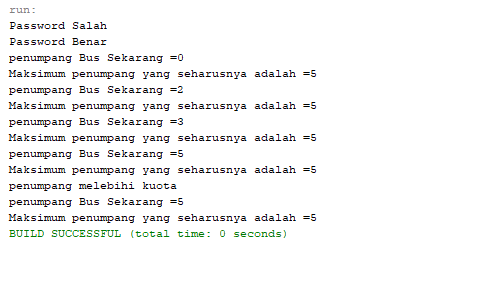 run:
Password Salah
Password Benar
penumpang Bus Sekarang =0
Maksimum penumpang yang seharusnya adalah =5
penumpang Bus Sekarang =2
Maksimum penumpang yang seharusnya adalah =5
penumpang Bus Sekarang =3
Maksimum penumpang yang seharusnya adalah =5
penumpang Bus Sekarang =5
Maksimum penumpang yang seharusnya adalah =5
penumpang melebihi kuota
penumpang Bus Sekarang =5
Maksimum penumpang yang seharusnya adalah =5
BUILD SUCCESSFUL (total time: 0 seconds)